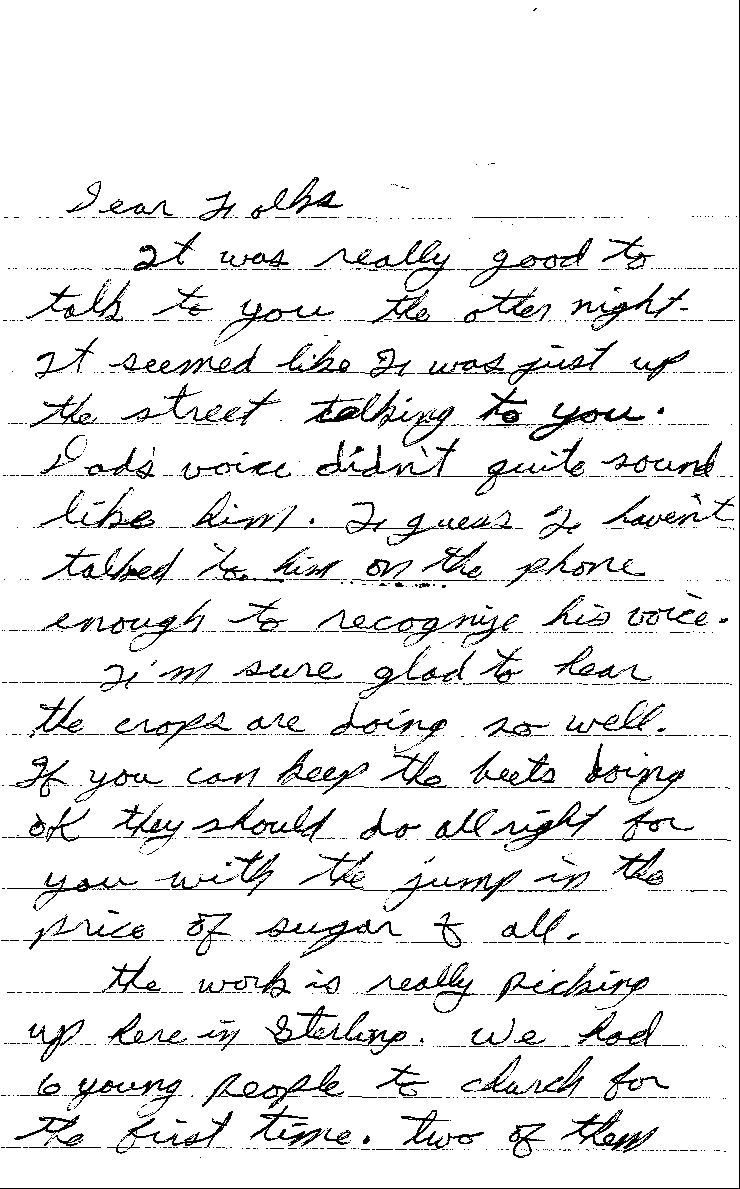 Dear Folks
It was really good to
talk to you the other night.
It seemed like I was just up
the street talking to you.
Dad's voice didn't quite sound
like him. I guess I haven't
talked to him on the phone
enough to recognize his voice.
I'm sure glad to hear
the crops are doing so well.
If you can keep the beets doing
OK they should do all right for
you with the jump in the
price of sugar & all.
the work is really picking
up here in Sterling. We had
6 young people to church for
the first time. two of them